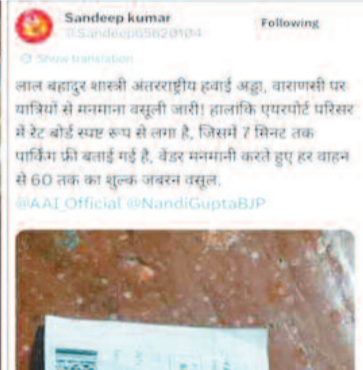 Sandeep kumar
Following
@Sandeep65620104
Show translation
लाल बहादुर शास्त्री अंतरराष्ट्रीय हवाई अड्डा, वाराणसी पर
यात्रियों से मनमाना वसूली जारी! हालांकि एयरपोर्ट परिसर
में रेट बोर्ड स्पष्ट रूप से लगा है, जिसमें 7 मिनट तक
पार्किंग फ्री बताई गई है, वेंडर मनमानी करते हुए हर वाहन
से 60 तक का शुल्क जबरन वसूल.
@AAI_Official @NandiGuptaBJP